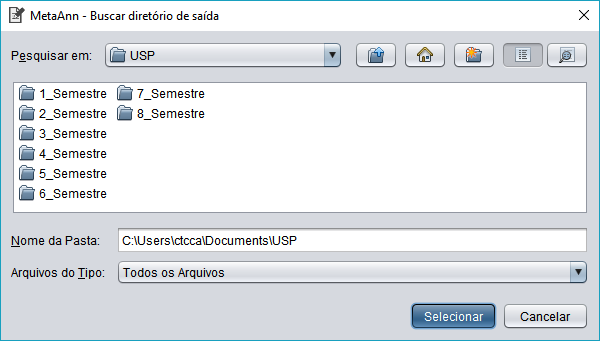 MetaAnn - Buscar diretório de saída
Pesquisar em: USP
1_Semestre 7_Semestre
2_Semestre 8_Semestre
3_Semestre
4_Semestre
5_Semestre
6_Semestre
Nome da Pasta: C:\Users\ctcca\Documents\USP
Arquivos do Tipo: Todos os Arquivos
Selecionar Cancelar